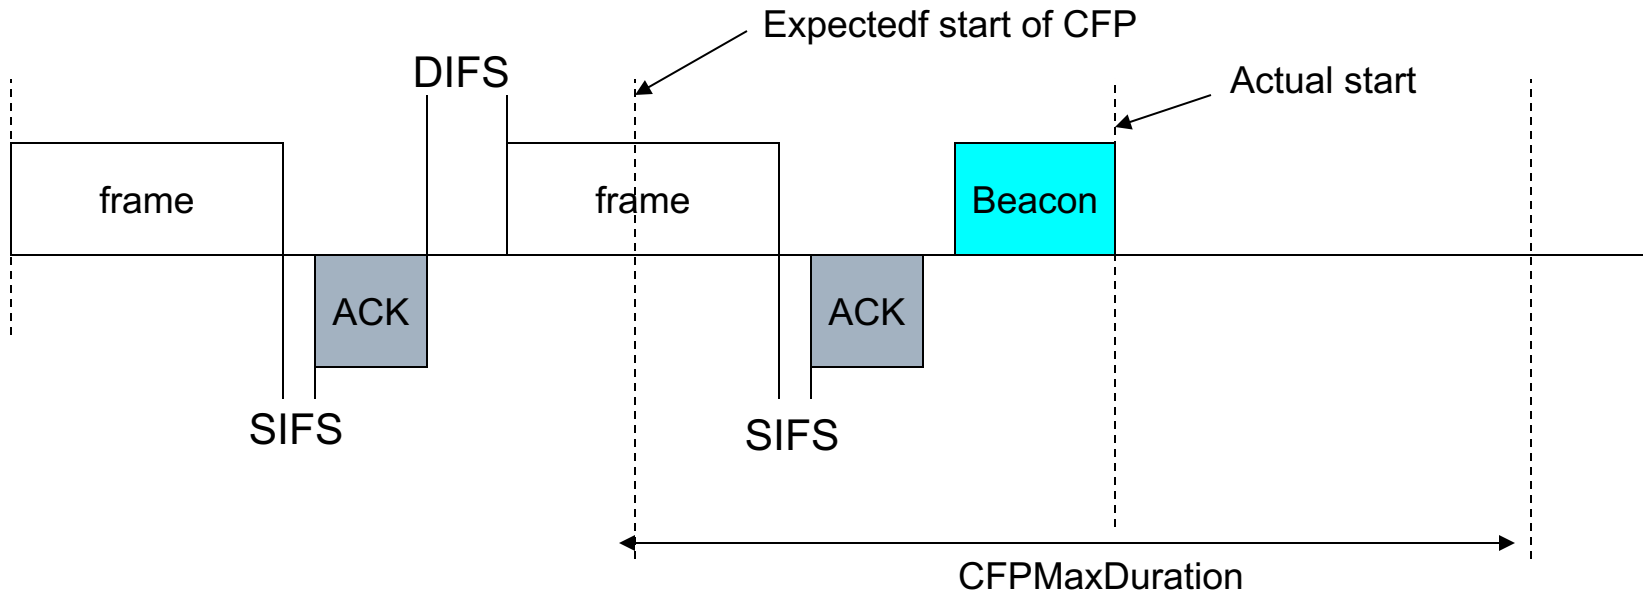 Expectedf start of CFP
DIFS
Actual start
frame
frame
Beacon
ACK
ACK
SIFS
SIFS
CFPMaxDuration